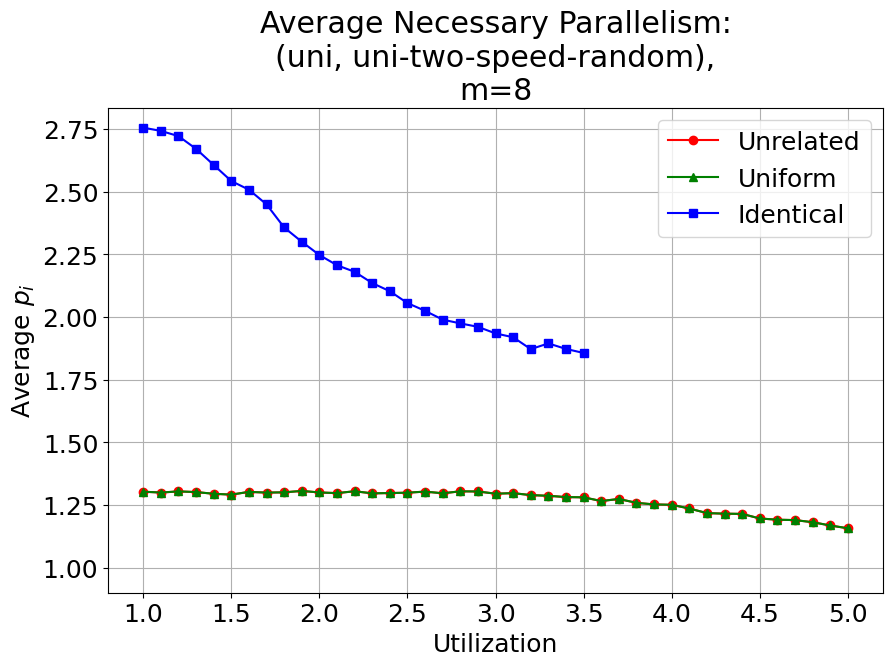 Average Necessary Parallelism:
(uni, uni-two-speed-random),
m=8
Unrelated
Uniform
Identical
2.75
2.50
2.25
2.00
1.75
1.50
1.25
1.00
Average $p_i$
1.0 1.5 2.0 2.5 3.0 3.5 4.0 4.5 5.0
Utilization